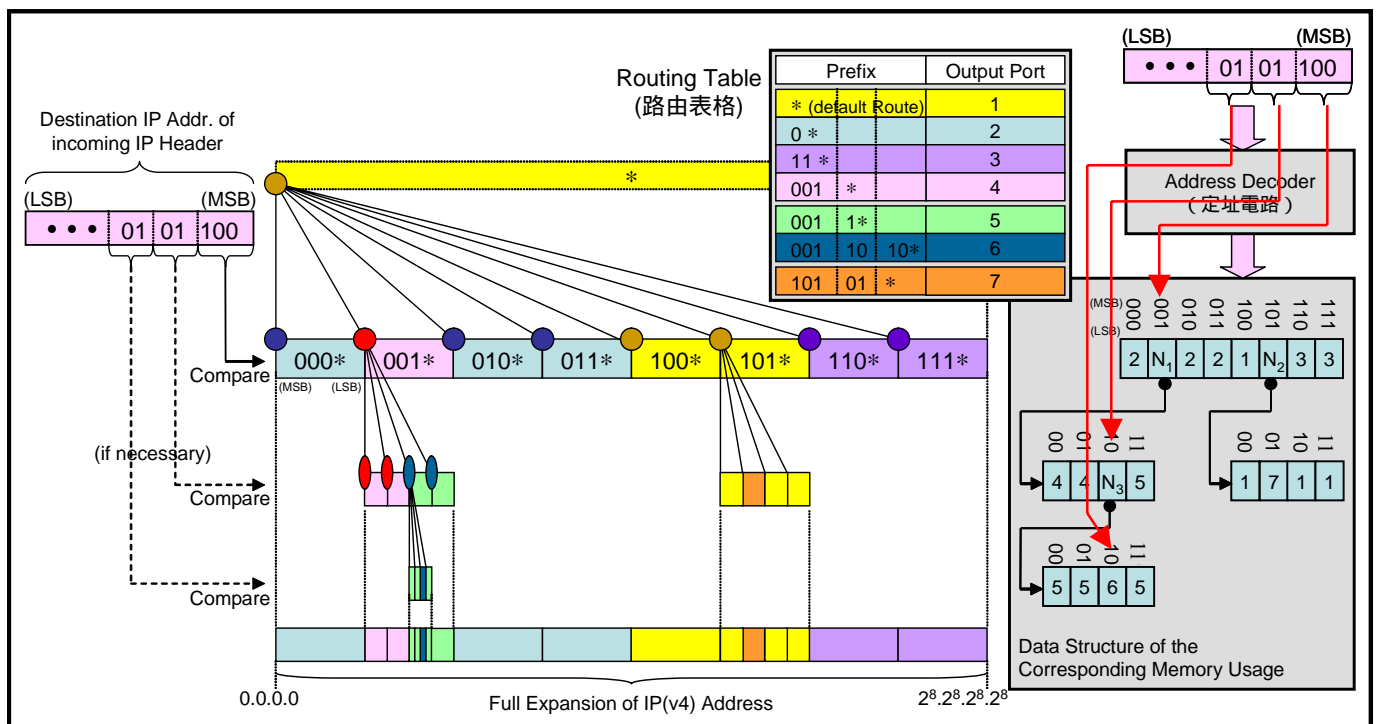 Routing Table
(路由表格)
Prefix Output Port
* (default Route) 1
0 * 2
11 * 3
001 * 4
001 1* 5
001 10 10* 6
101 01 * 7
Destination IP Addr. of
incoming IP Header
(LSB) (MSB)
• • • 01 01 100
*
Compare
000* 001* 010* 011* 100* 101* 110* 111*
(MSB) (LSB)
(if necessary)
Compare
Compare
0.0.0.0 Full Expansion of IP(v4) Address 2⁸.2⁸.2⁸.2⁸
(LSB) (MSB)
• • • 01 01 100
Address Decoder
(定址電路)
(MSB) 000 001 010 011 100 101 110 111
(LSB)
2 N₁ 2 2 1 N₂ 3 3
00 01 10 11
4 4 N₃ 5
00 01 10 11
1 7 1 1
00 01 10 11
5 5 6 5
Data Structure of the
Corresponding Memory Usage